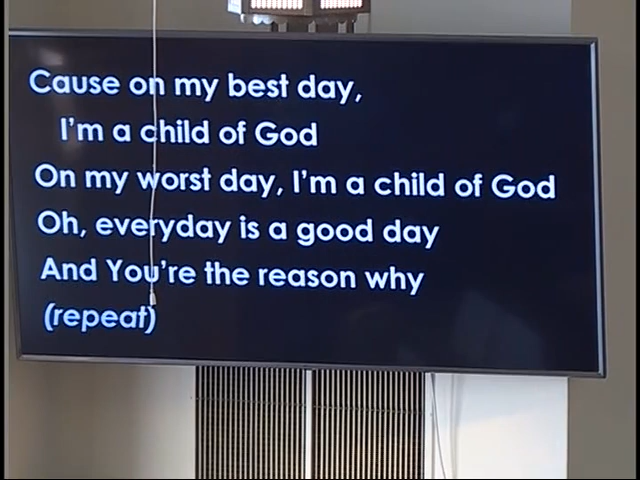 Cause on my best day,
I'm a child of God
On my worst day, I'm a child of God
Oh, everyday is a good day
And You're the reason why
(repeat)